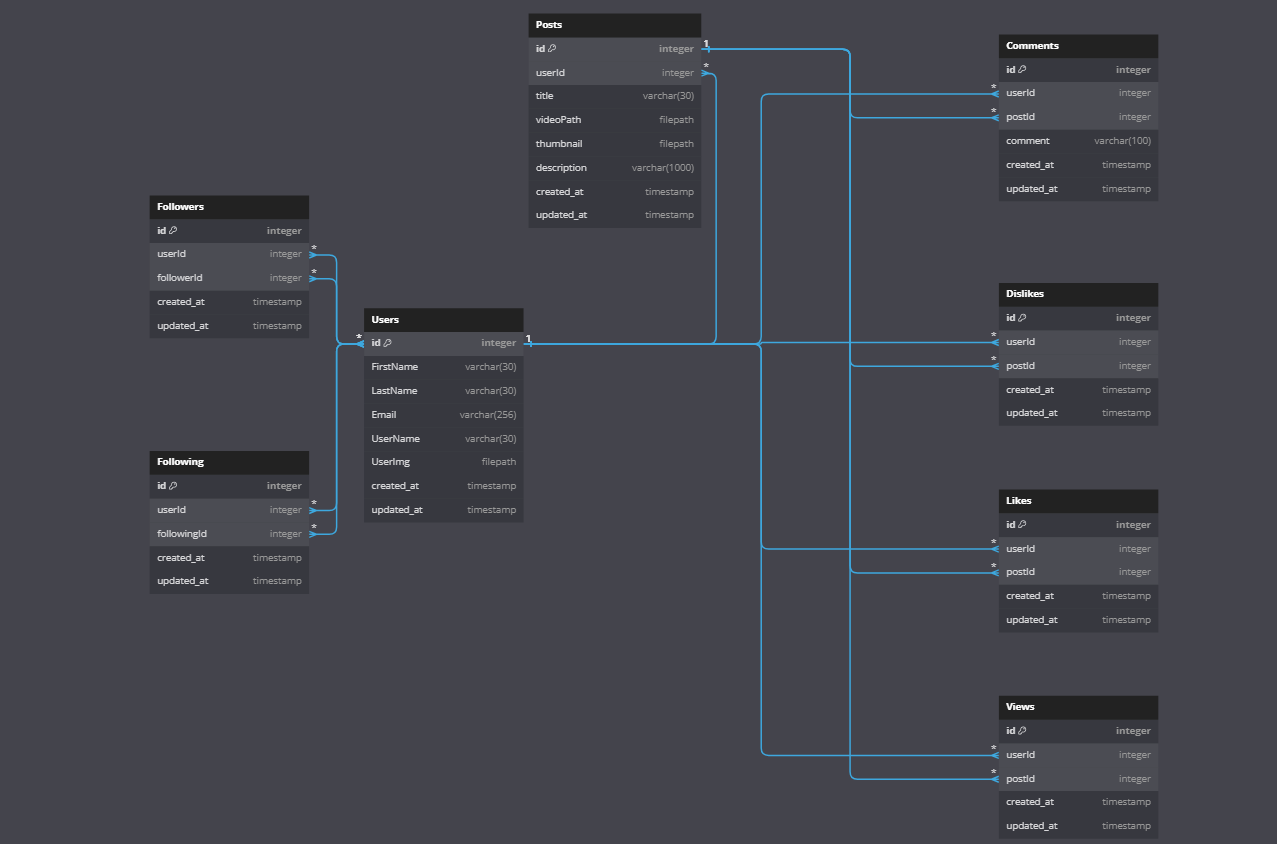 Posts
id integer
userId integer
title varchar(30)
videoPath filepath
thumbnail filepath
description varchar(1000)
created_at timestamp
updated_at timestamp
1
*
Comments
id integer
* userId integer
* postId integer
comment varchar(100)
created_at timestamp
updated_at timestamp
Followers
id integer
userId integer *
followerId integer *
created_at timestamp
updated_at timestamp
Users
* id integer 1
FirstName varchar(30)
LastName varchar(30)
Email varchar(256)
UserName varchar(30)
UserImg filepath
created_at timestamp
updated_at timestamp
Dislikes
id integer
* userId integer
* postId integer
created_at timestamp
updated_at timestamp
Following
id integer
userId integer *
followingId integer *
created_at timestamp
updated_at timestamp
Likes
id integer
* userId integer
* postId integer
created_at timestamp
updated_at timestamp
Views
id integer
* userId integer
* postId integer
created_at timestamp
updated_at timestamp